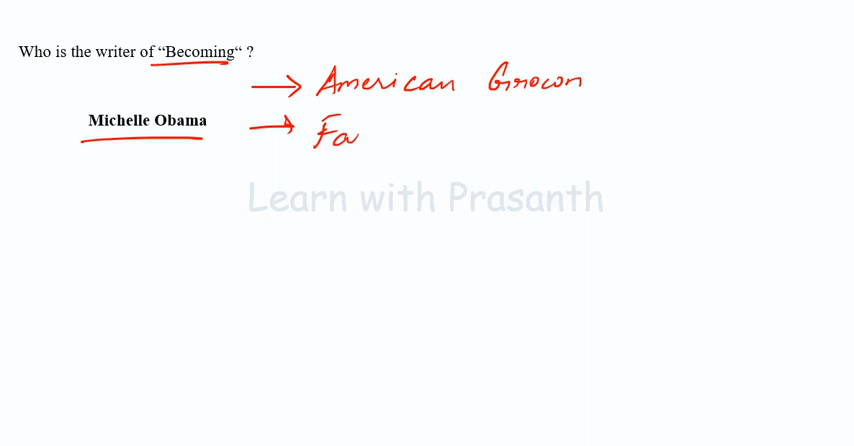 Who is the writer of “Becoming“ ?
American Grown
Michelle Obama
Fa
Learn with Prasanth